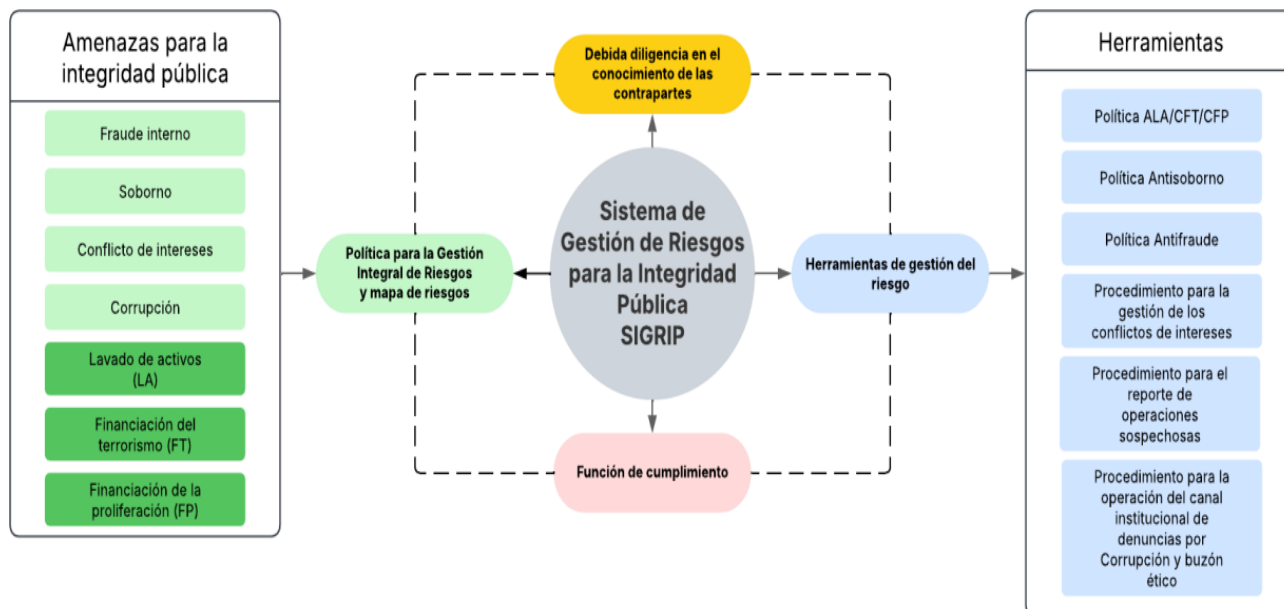 Amenazas para la
integridad pública
Fraude interno
Soborno
Conflicto de intereses
Corrupción
Lavado de activos
(LA)
Financiación del
terrorismo (FT)
Financiación de la
proliferación (FP)
Debida diligencia en el
conocimiento de las
contrapartes
Política para la Gestión
Integral de Riesgos
y mapa de riesgos
Sistema de
Gestión de Riesgos
para la Integridad
Pública
SIGRIP
Herramientas de gestión del
riesgo
Función de cumplimiento
Herramientas
Política ALA/CFT/CFP
Política Antisoborno
Política Antifraude
Procedimiento para la
gestión de los
conflictos de intereses
Procedimiento para el
reporte de
operaciones
sospechosas
Procedimiento para la
operación del canal
institucional de
denuncias por
Corrupción y buzón
ético